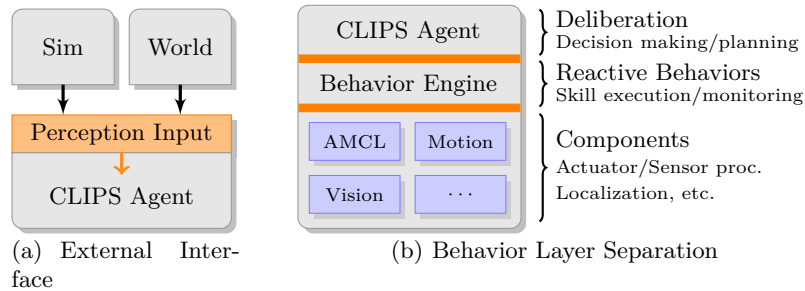 Sim
World
Perception Input
CLIPS Agent
(a) External Inter-
face
CLIPS Agent
Behavior Engine
AMCL
Motion
Vision
· · ·
Deliberation
Decision making/planning
Reactive Behaviors
Skill execution/monitoring
Components
Actuator/Sensor proc.
Localization, etc.
(b) Behavior Layer Separation